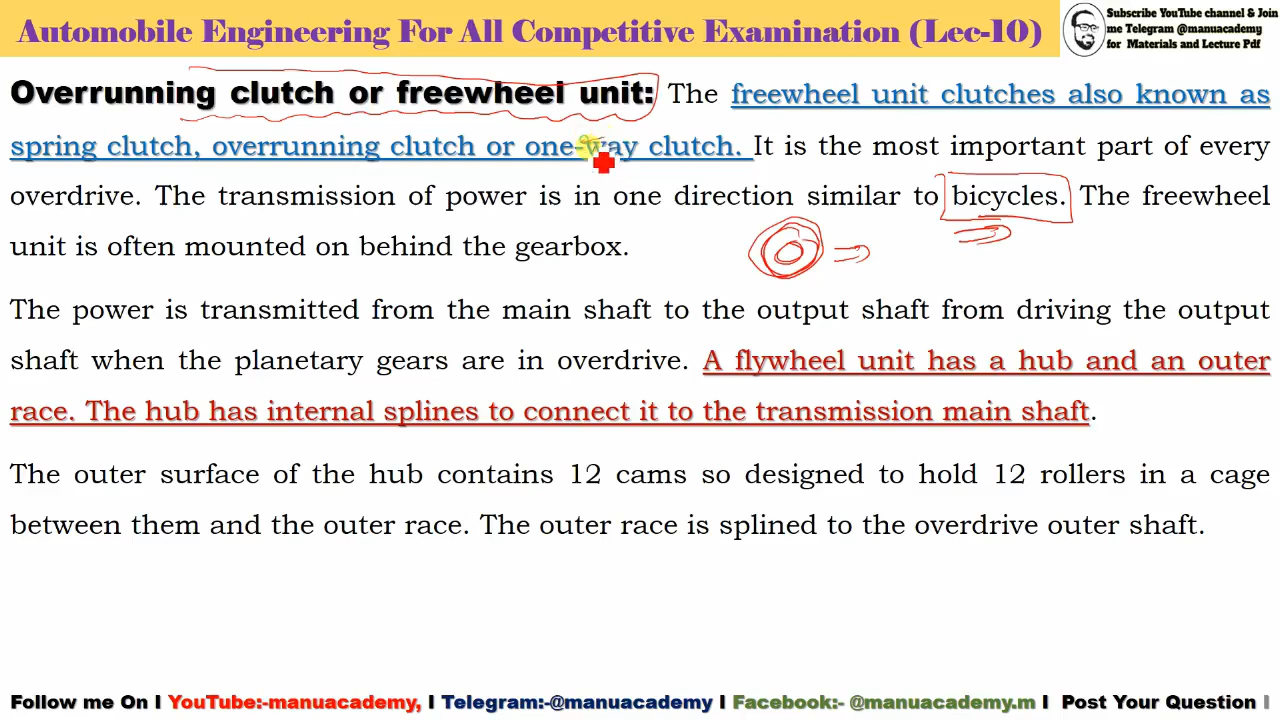 Automobile Engineering For All Competitive Examination (Lec-10)
Subscribe YouTube channel & Join
me Telegram @manuacademy
for Materials and Lecture Pdf
Overrunning clutch or freewheel unit: The freewheel unit clutches also known as
spring clutch, overrunning clutch or one-way clutch. It is the most important part of every
overdrive. The transmission of power is in one direction similar to bicycles. The freewheel
unit is often mounted on behind the gearbox.
The power is transmitted from the main shaft to the output shaft from driving the output
shaft when the planetary gears are in overdrive. A flywheel unit has a hub and an outer
race. The hub has internal splines to connect it to the transmission main shaft.
The outer surface of the hub contains 12 cams so designed to hold 12 rollers in a cage
between them and the outer race. The outer race is splined to the overdrive outer shaft.
Follow me On I YouTube:-manuacademy, I Telegram:-@manuacademy I Facebook:- @manuacademy.m I Post Your Question I